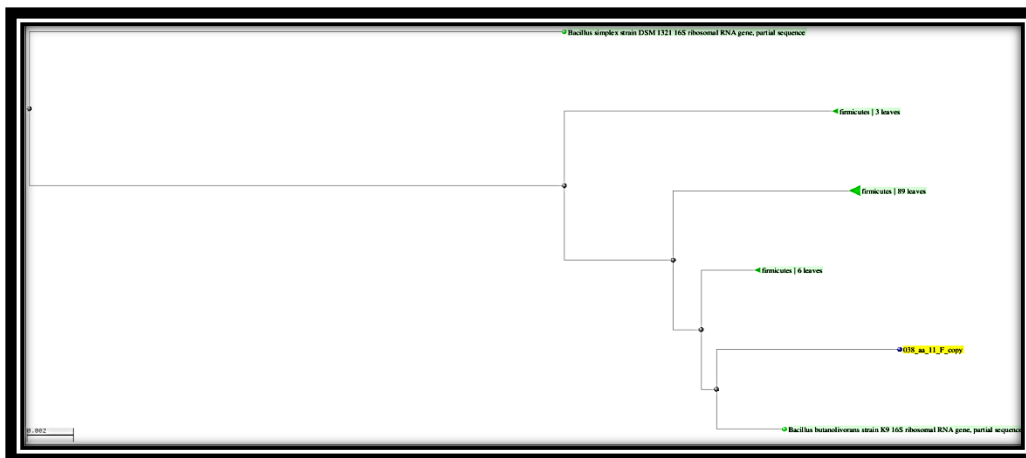 Bacillus simplex strain DSM 1321 16S ribosomal RNA gene, partial sequence
firmicutes | 3 leaves
firmicutes | 89 leaves
firmicutes | 6 leaves
038_aa_11_F_copy
Bacillus butanolivorans strain K9 16S ribosomal RNA gene, partial sequence
0.002